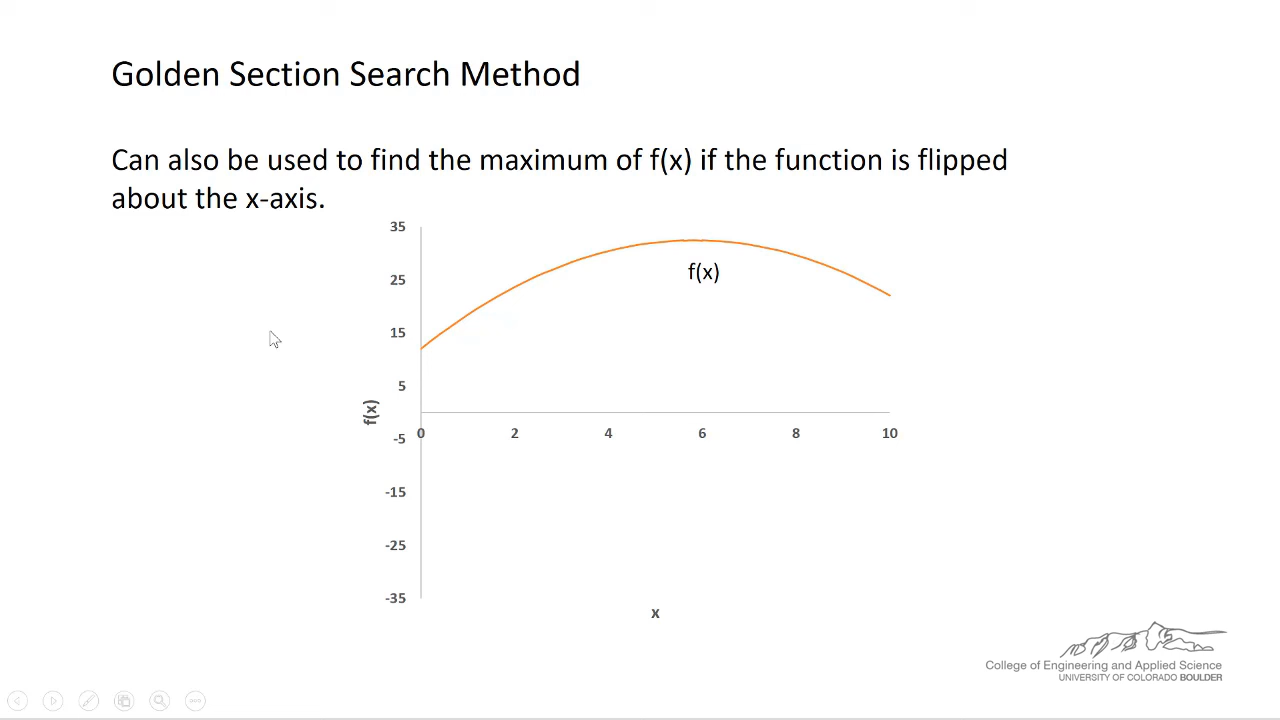 Golden Section Search Method
Can also be used to find the maximum of f(x) if the function is flipped
about the x-axis.
35
25
15
5
-5
-15
-25
-35
f(x)
f(x)
0 2 4 6 8 10
x
College of Engineering and Applied Science
UNIVERSITY OF COLORADO BOULDER